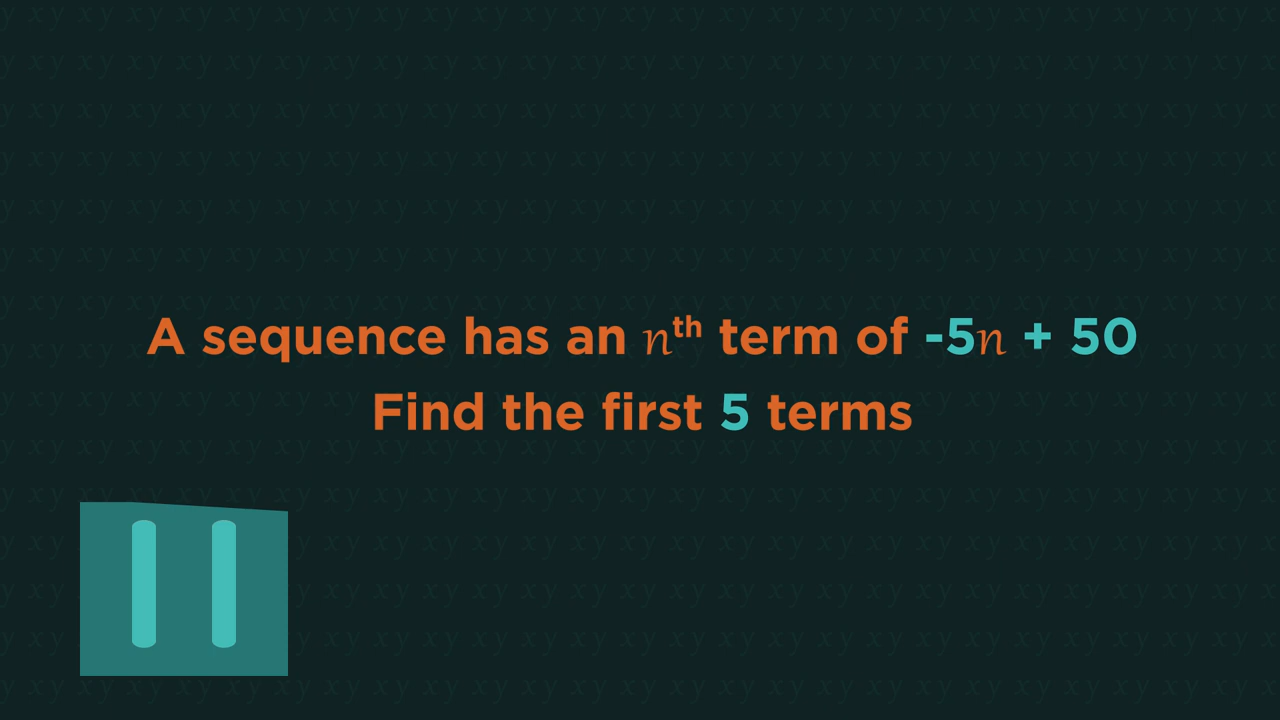 A sequence has an nth term of -5n + 50
Find the first 5 terms